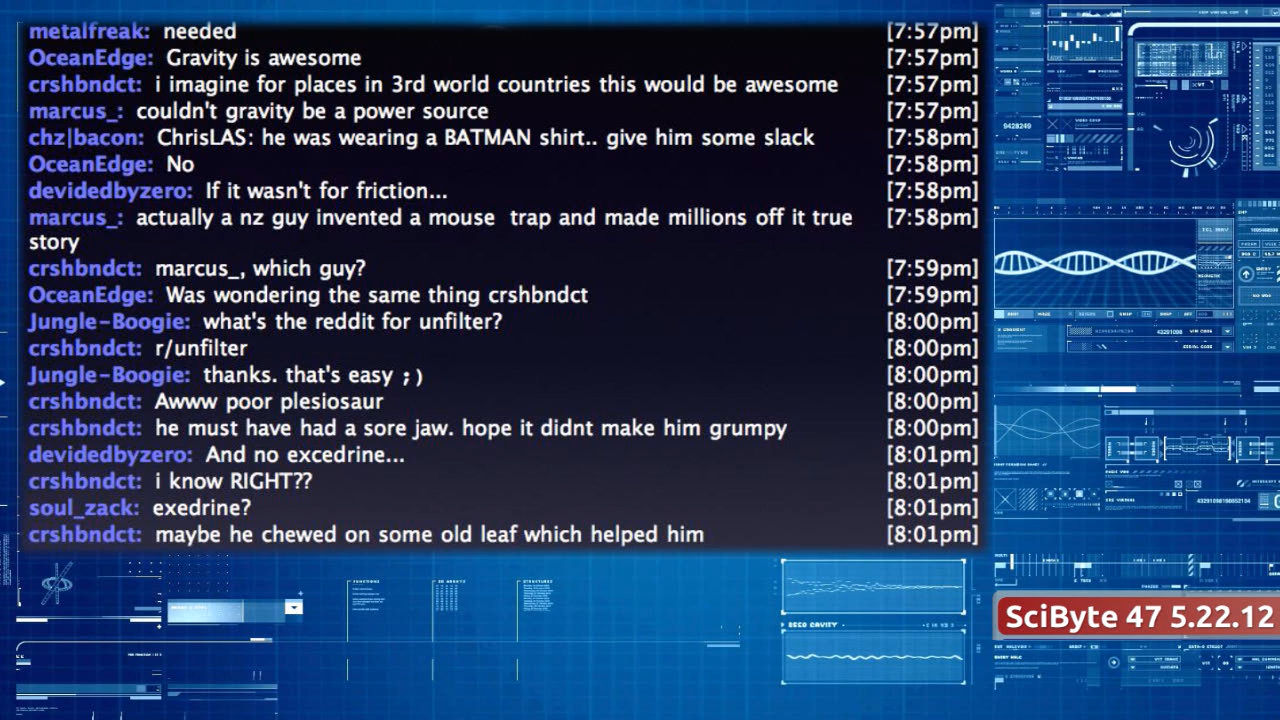 metalfreak: needed [7:57pm]
OceanEdge: Gravity is awesome [7:57pm]
crshbndct: i imagine for places in 3rd world countries this would be awesome [7:57pm]
marcus_: couldn't gravity be a power source [7:57pm]
chz|bacon: ChrisLAS: he was wearing a BATMAN shirt.. give him some slack [7:58pm]
OceanEdge: No [7:58pm]
devidedbyzero: If it wasn't for friction... [7:58pm]
marcus_: actually a nz guy invented a mouse  trap and made millions off it true [7:58pm]
story
crshbndct: marcus_, which guy? [7:59pm]
OceanEdge: Was wondering the same thing crshbndct [7:59pm]
Jungle-Boogie: what's the reddit for unfilter? [8:00pm]
crshbndct: r/unfilter [8:00pm]
Jungle-Boogie: thanks. that's easy ;) [8:00pm]
crshbndct: Awww poor plesiosaur [8:00pm]
crshbndct: he must have had a sore jaw. hope it didnt make him grumpy [8:00pm]
devidedbyzero: And no excedrine... [8:01pm]
crshbndct: i know RIGHT?? [8:01pm]
soul_zack: exedrine? [8:01pm]
crshbndct: maybe he chewed on some old leaf which helped him [8:01pm]
9428249
43291098
SciByte 47 5.22.12